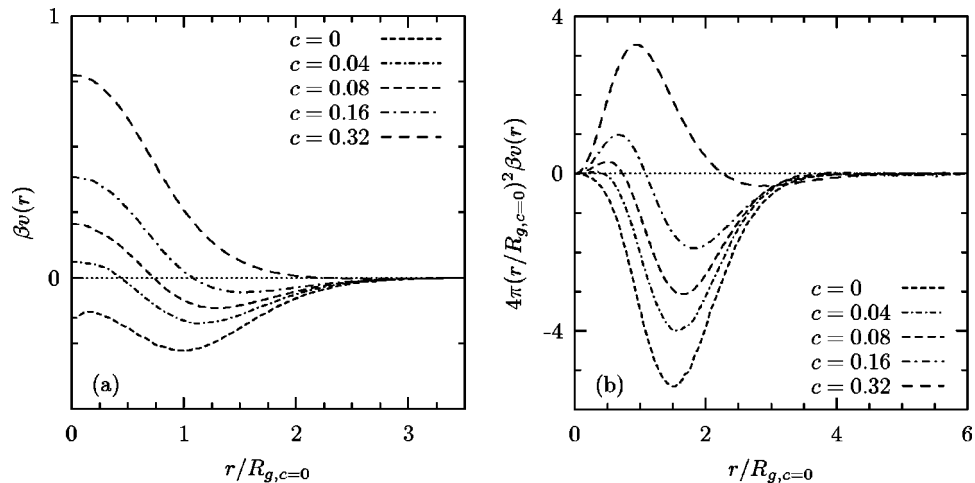 1
0
βv(r)
c = 0
c = 0.04
c = 0.08
c = 0.16
c = 0.32
(a)
0 1 2 3
r/R_{g,c=0}
4
0
-4
4π(r/R_{g,c=0})²βv(r)
c = 0
c = 0.04
c = 0.08
c = 0.16
c = 0.32
(b)
0 2 4 6
r/R_{g,c=0}